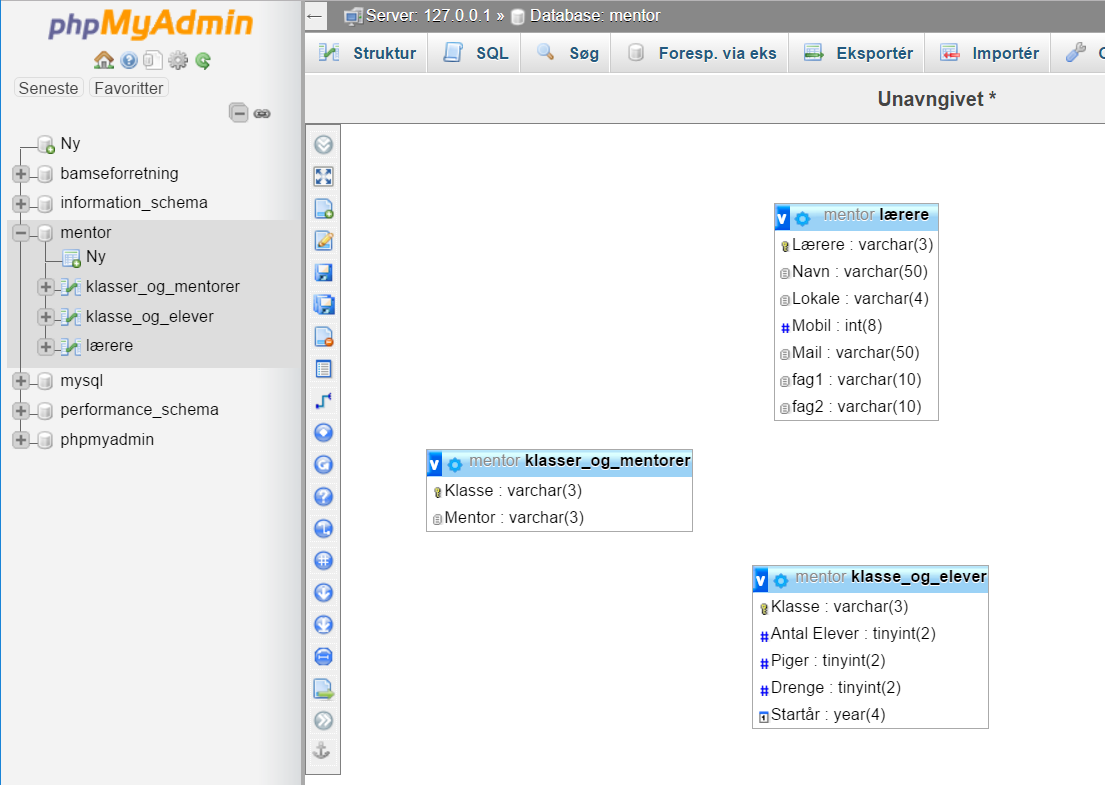 phpMyAdmin
Seneste Favoritter
Ny
bamseforretning
information_schema
mentor
Ny
klasser_og_mentorer
klasse_og_elever
lærere
mysql
performance_schema
phpmyadmin
← Server: 127.0.0.1 » Database: mentor
Struktur SQL Søg Foresp. via eks Eksportér Importér
Unavngivet *
v mentor lærere
Lærere : varchar(3)
Navn : varchar(50)
Lokale : varchar(4)
# Mobil : int(8)
Mail : varchar(50)
fag1 : varchar(10)
fag2 : varchar(10)
v mentor klasser_og_mentorer
Klasse : varchar(3)
Mentor : varchar(3)
v mentor klasse_og_elever
Klasse : varchar(3)
# Antal Elever : tinyint(2)
# Piger : tinyint(2)
# Drenge : tinyint(2)
Startår : year(4)